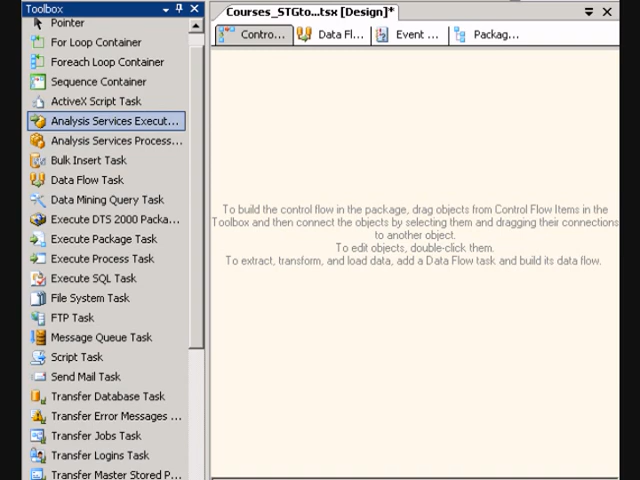 Toolbox
Pointer
For Loop Container
Foreach Loop Container
Sequence Container
ActiveX Script Task
Analysis Services Execut...
Analysis Services Process...
Bulk Insert Task
Data Flow Task
Data Mining Query Task
Execute DTS 2000 Packa...
Execute Package Task
Execute Process Task
Execute SQL Task
File System Task
FTP Task
Message Queue Task
Script Task
Send Mail Task
Transfer Database Task
Transfer Error Messages ...
Transfer Jobs Task
Transfer Logins Task
Transfer Master Stored P...
Courses_STGto...tsx [Design]*
Contro...
Data Fl...
Event ...
Packag...
To build the control flow in the package, drag objects from Control Flow Items in the
Toolbox and then connect the objects by selecting them and dragging their connections
to another object.
To edit objects, double-click them.
To extract, transform, and load data, add a Data Flow task and build its data flow.